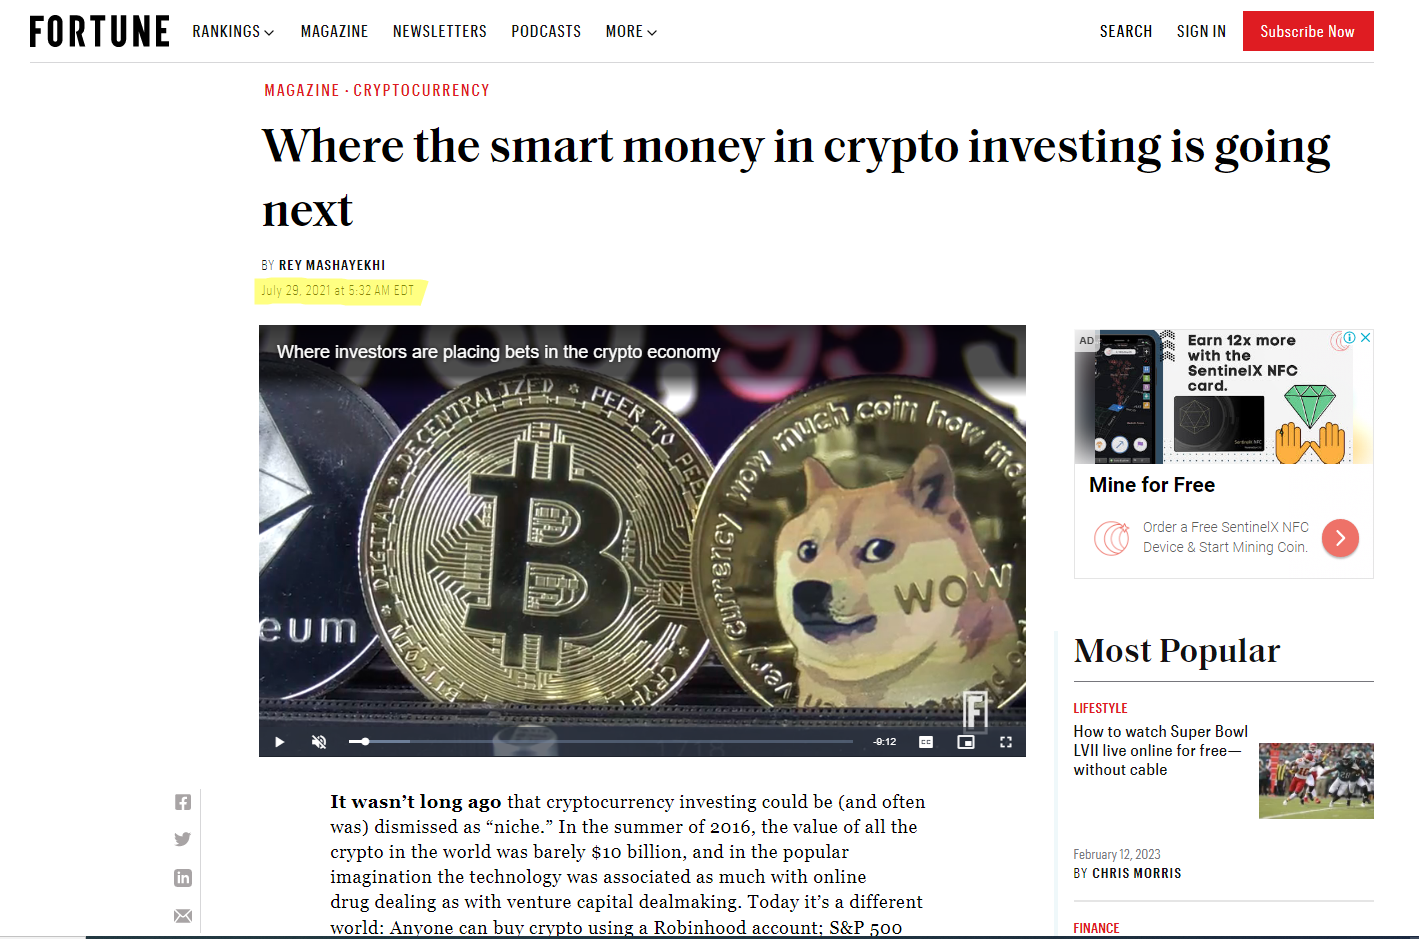 FORTUNE
RANKINGS
MAGAZINE
NEWSLETTERS
PODCASTS
MORE
SEARCH
SIGN IN
Subscribe Now
MAGAZINE · CRYPTOCURRENCY
Where the smart money in crypto investing is going
next
BY REY MASHAYEKHI
July 29, 2021 at 5:32 AM EDT
Where investors are placing bets in the crypto economy
DECENTRALIZED * PEER TO PEE
DIGITA
BITCOIN
CRYP
eum
very currency wow much coin how mo
WOW
F
-9:12
CC
It wasn't long ago that cryptocurrency investing could be (and often
was) dismissed as “niche.” In the summer of 2016, the value of all the
crypto in the world was barely $10 billion, and in the popular
imagination the technology was associated as much with online
drug dealing as with venture capital dealmaking. Today it's a different
world: Anyone can buy crypto using a Robinhood account; S&P 500
AD
Earn 12x more
with the
SentinelX NFC
card.
SentinelX NFC
Mine for Free
Order a Free SentinelX NFC
Device & Start Mining Coin.
Most Popular
LIFESTYLE
How to watch Super Bowl
LVII live online for free—
without cable
February 12, 2023
BY CHRIS MORRIS
FINANCE